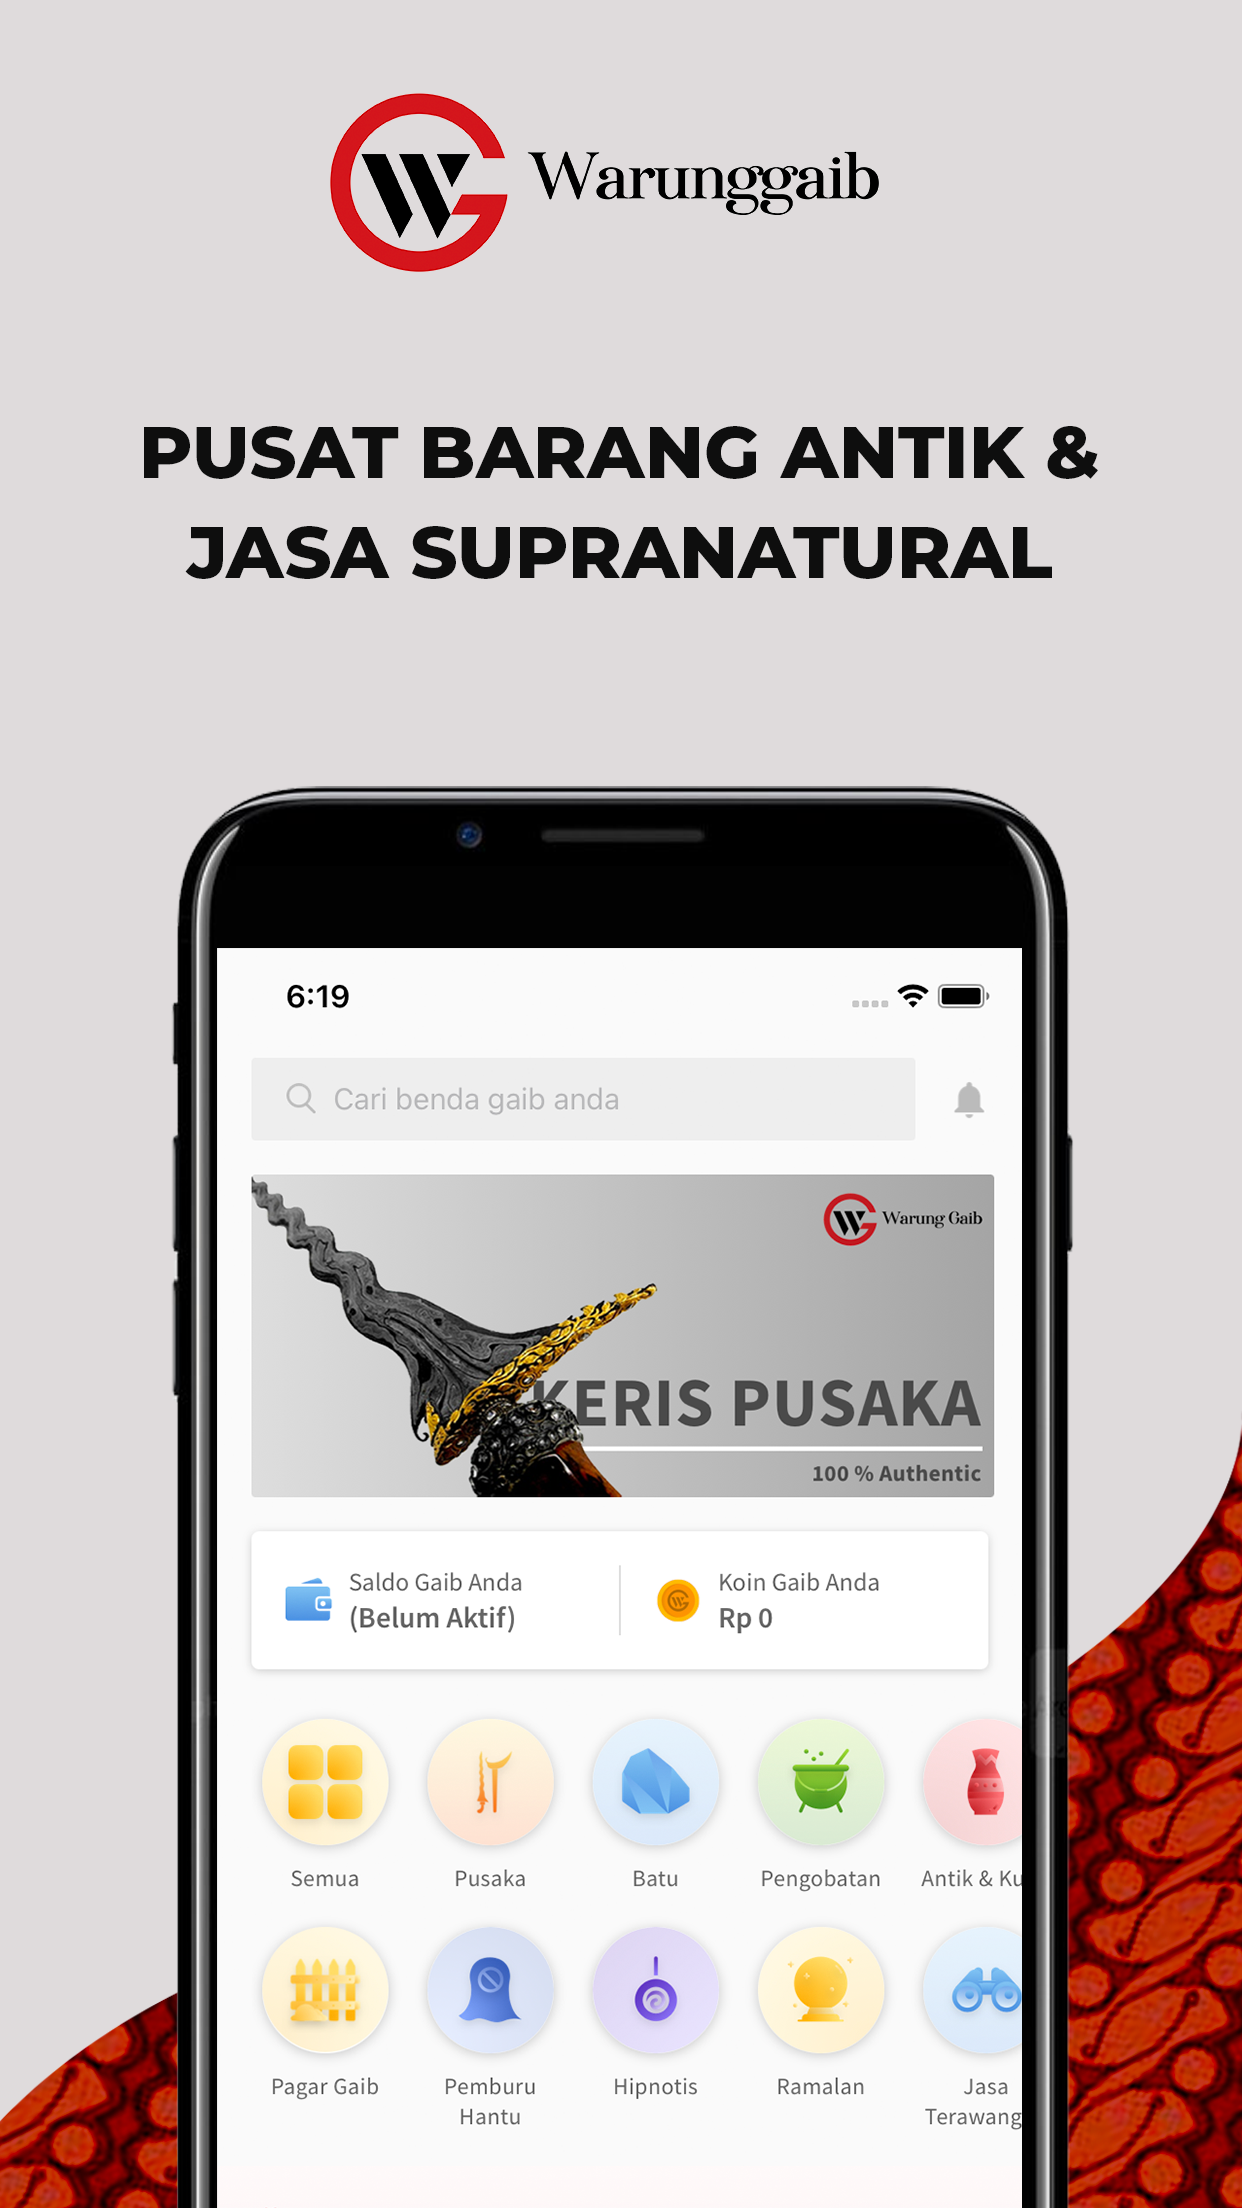 Warunggaib
PUSAT BARANG ANTIK &
JASA SUPRANATURAL
6:19
Cari benda gaib anda
Warung Gaib
KERIS PUSAKA
100 % Authentic
Saldo Gaib Anda
(Belum Aktif)
Koin Gaib Anda
Rp 0
Semua
Pusaka
Batu
Pengobatan
Antik & Ku
Pagar Gaib
Pemburu
Hantu
Hipnotis
Ramalan
Jasa
Terawang